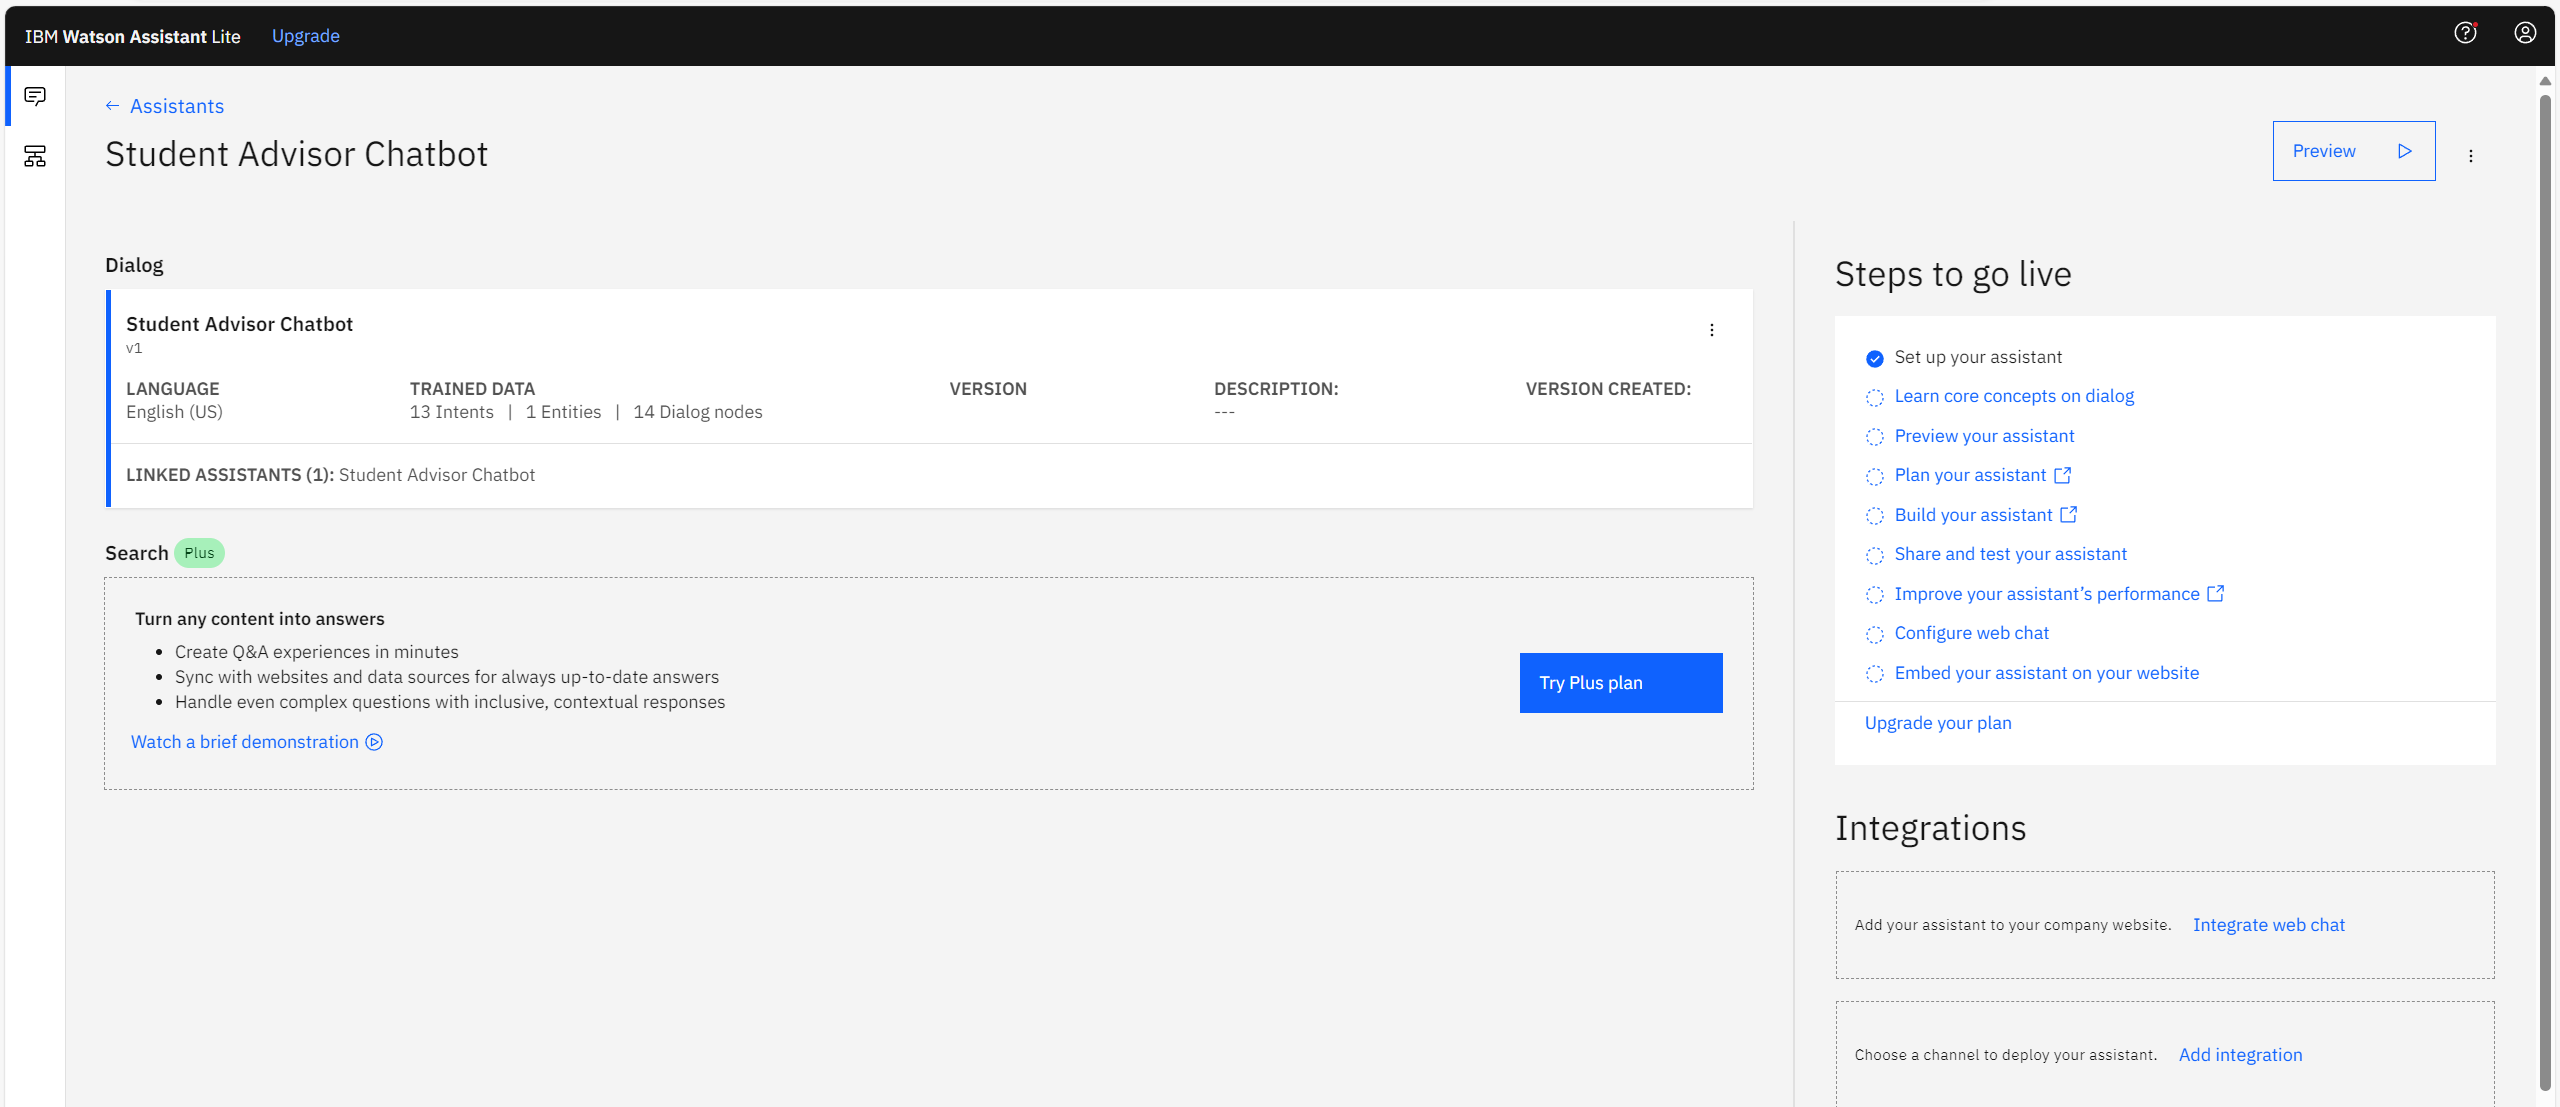 IBM Watson Assistant Lite Upgrade
← Assistants
Student Advisor Chatbot
Preview
Dialog
Student Advisor Chatbot
v1
LANGUAGE TRAINED DATA VERSION DESCRIPTION: VERSION CREATED:
English (US) 13 Intents | 1 Entities | 14 Dialog nodes ---
LINKED ASSISTANTS (1): Student Advisor Chatbot
Search Plus
Turn any content into answers
• Create Q&A experiences in minutes
• Sync with websites and data sources for always up-to-date answers
• Handle even complex questions with inclusive, contextual responses
Try Plus plan
Watch a brief demonstration
Steps to go live
Set up your assistant
Learn core concepts on dialog
Preview your assistant
Plan your assistant
Build your assistant
Share and test your assistant
Improve your assistant’s performance
Configure web chat
Embed your assistant on your website
Upgrade your plan
Integrations
Add your assistant to your company website. Integrate web chat
Choose a channel to deploy your assistant. Add integration